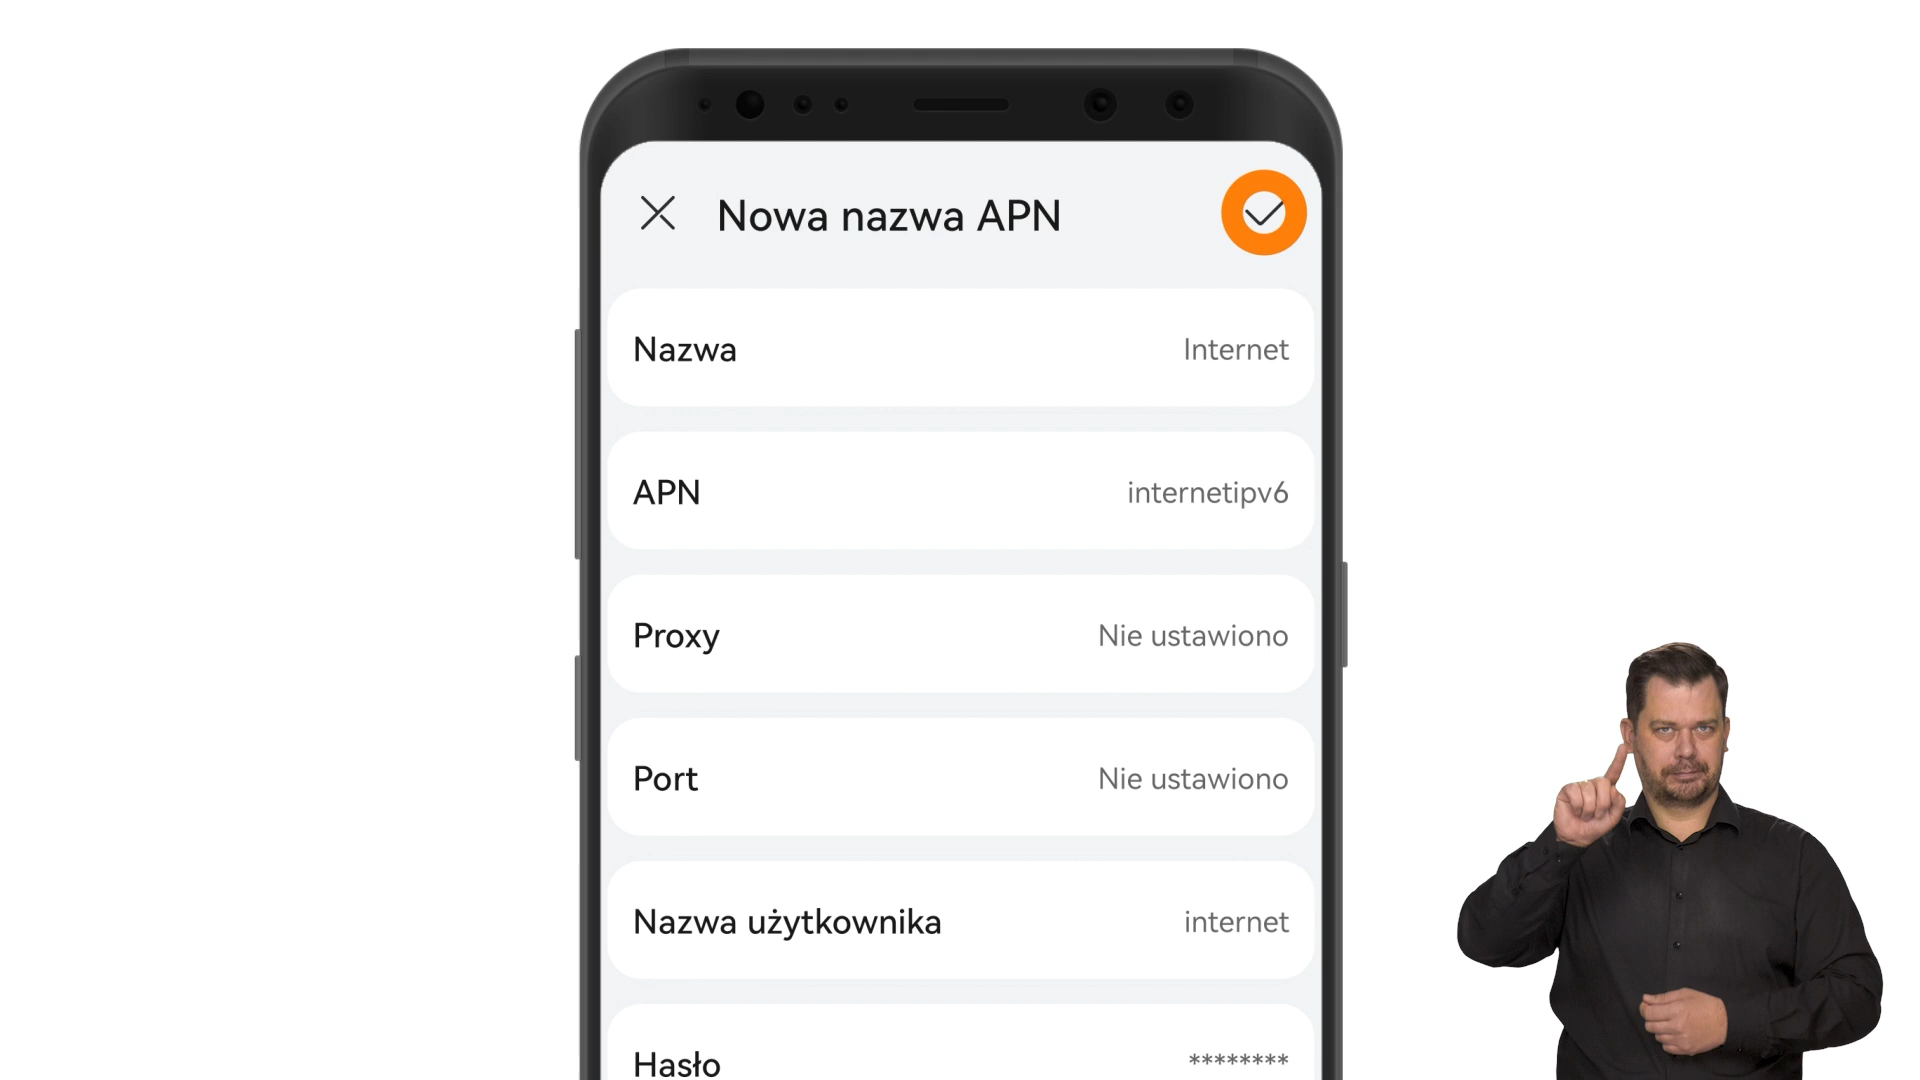 Nowa nazwa APN
Nazwa Internet
APN internetipv6
Proxy Nie ustawiono
Port Nie ustawiono
Nazwa użytkownika internet
Hasło ********